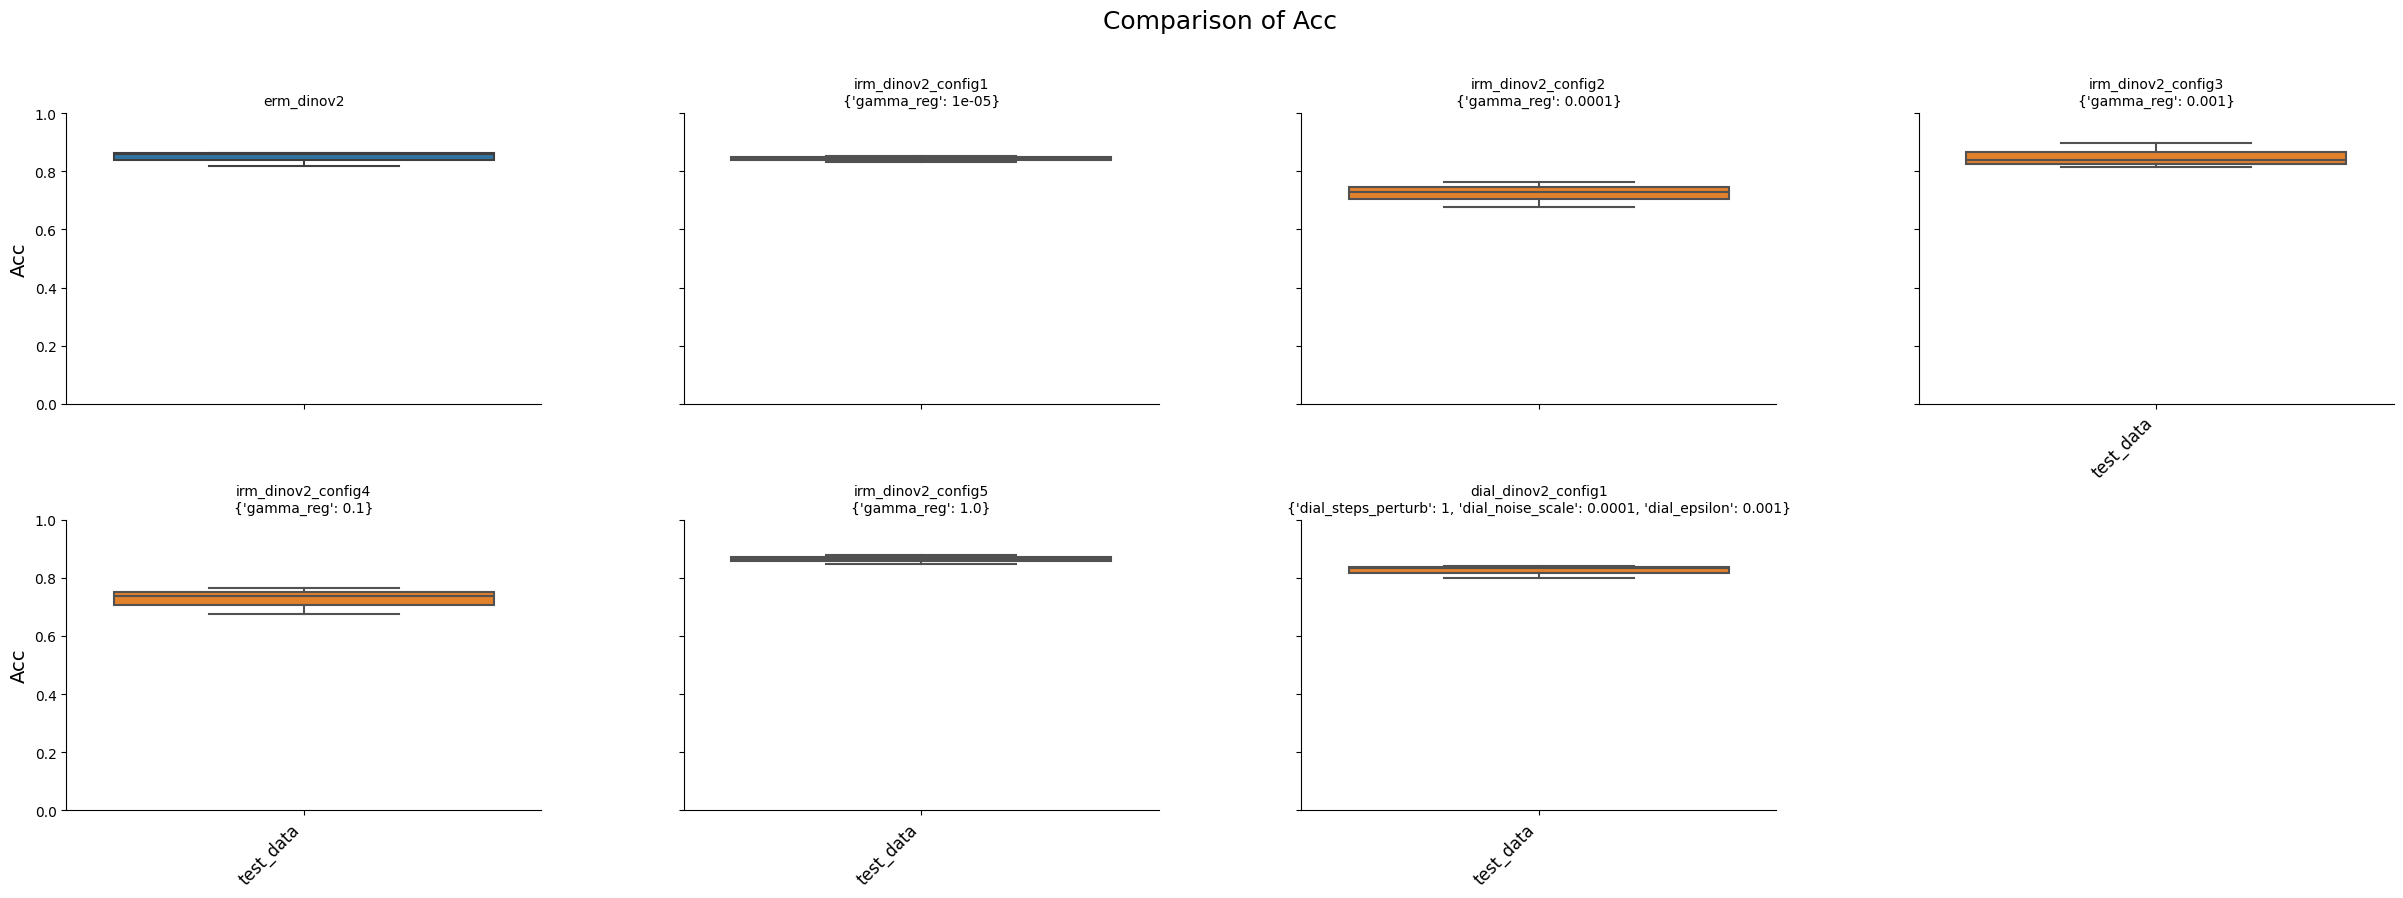 Comparison of Acc
erm_dinov2
irm_dinov2_config1
{'gamma_reg': 1e-05}
irm_dinov2_config2
{'gamma_reg': 0.0001}
irm_dinov2_config3
{'gamma_reg': 0.001}
1.0
0.8
0.6
0.4
0.2
0.0
Acc
test_data
irm_dinov2_config4
{'gamma_reg': 0.1}
irm_dinov2_config5
{'gamma_reg': 1.0}
dial_dinov2_config1
{'dial_steps_perturb': 1, 'dial_noise_scale': 0.0001, 'dial_epsilon': 0.001}
1.0
0.8
0.6
0.4
0.2
0.0
Acc
test_data
test_data
test_data